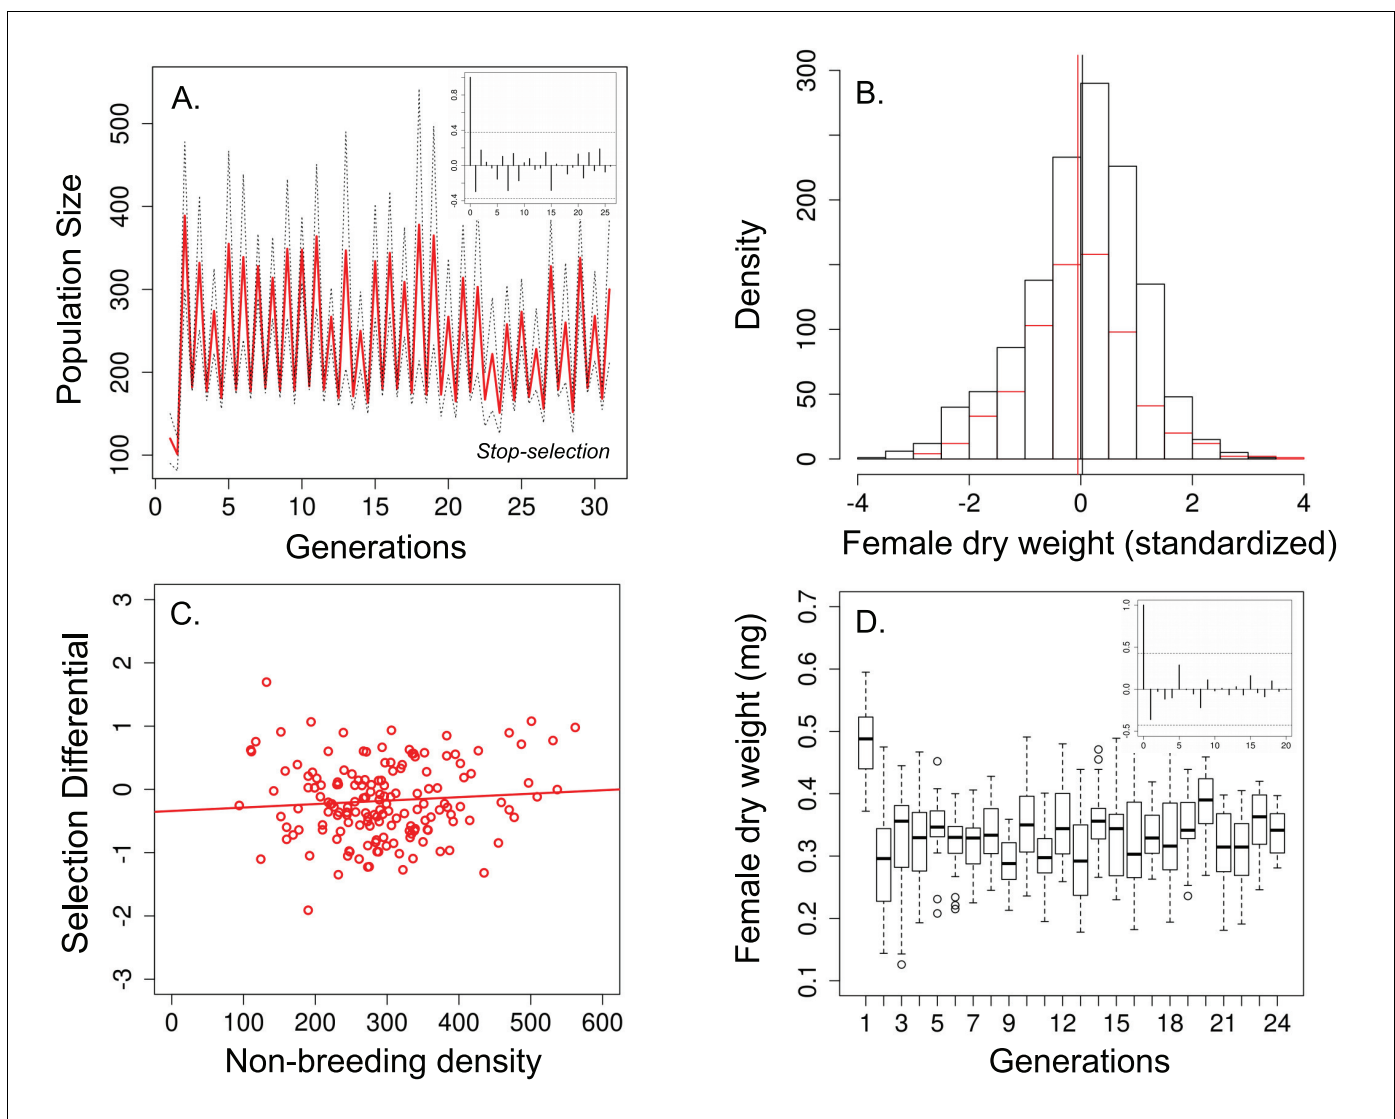 A.
Population Size
500
400
300
200
100
0 5 10 15 20 25 30
Generations
Stop-selection
0.8
0.4
0.0
-0.4
0 5 10 15 20 25
B.
Density
300
200
100
50
0
-4 -2 0 2 4
Female dry weight (standardized)
C.
Selection Differential
3
2
1
0
-1
-2
-3
0 100 200 300 400 500 600
Non-breeding density
D.
Female dry weight (mg)
0.7
0.6
0.5
0.4
0.3
0.2
0.1
1 3 5 7 9 12 15 18 21 24
Generations
1.0
0.5
0.0
-0.5
0 5 10 15 20